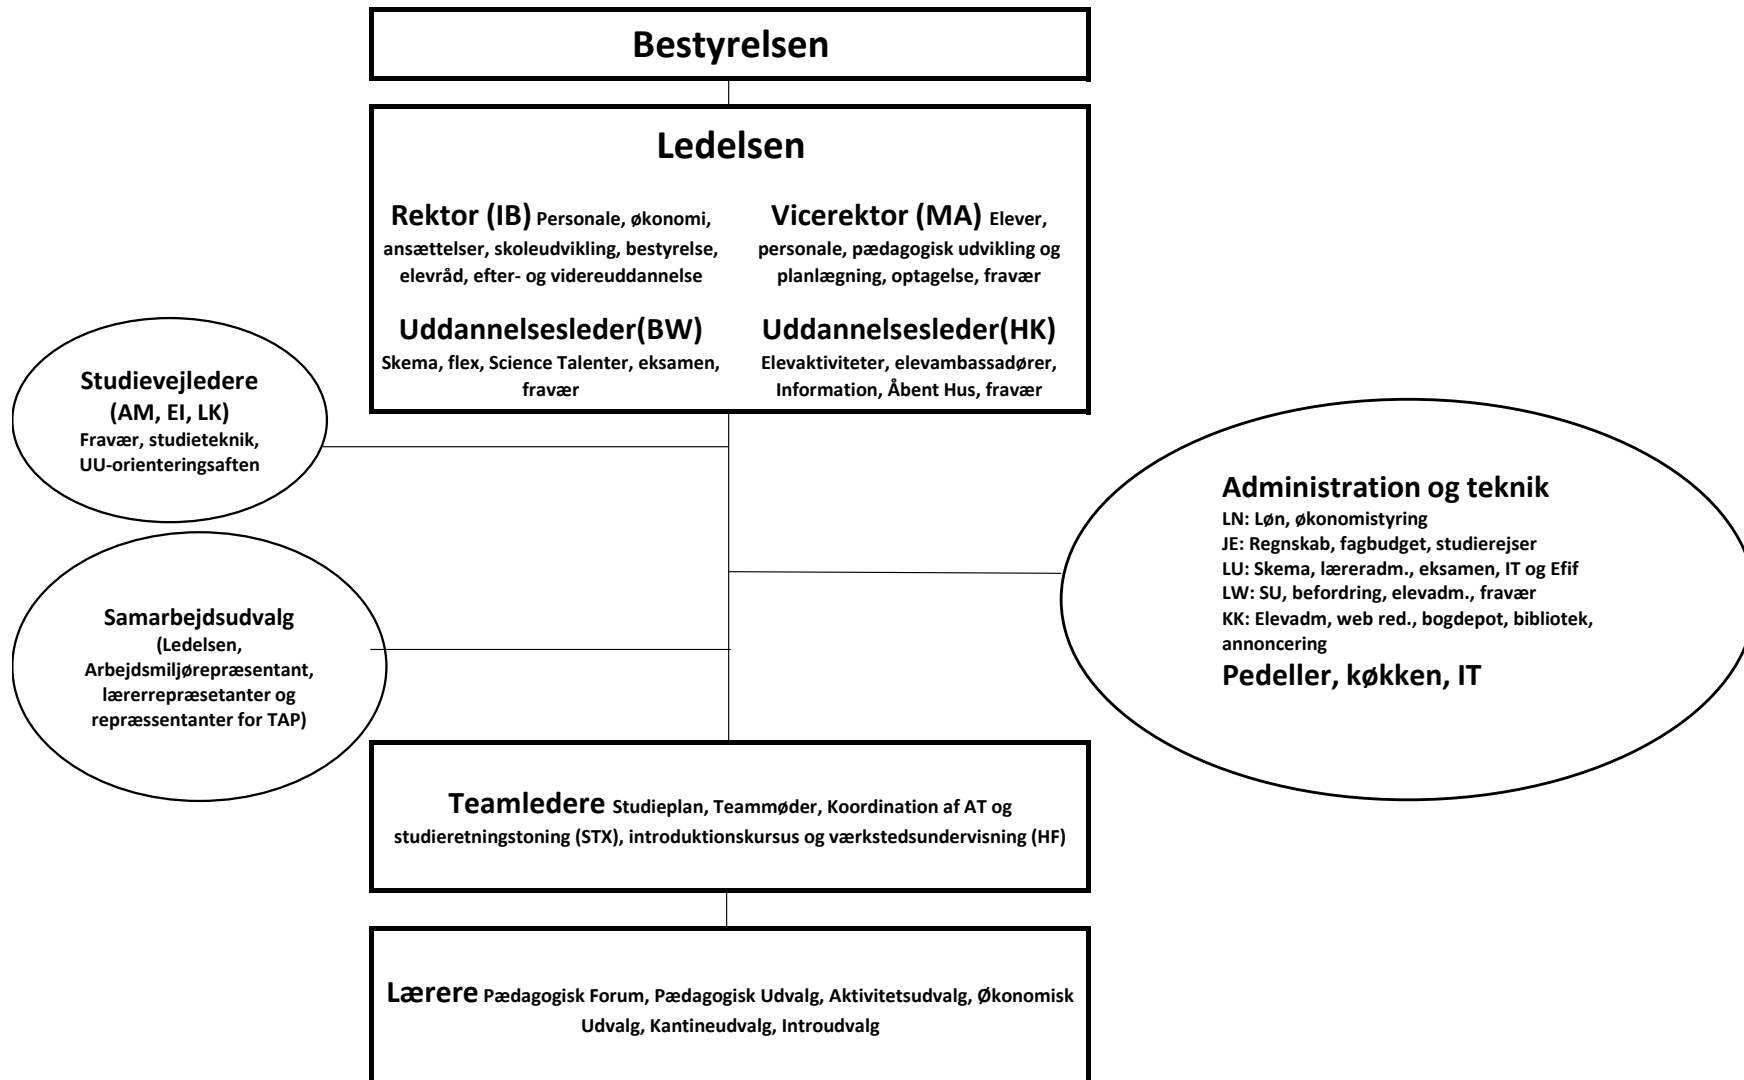 Bestyrelsen
Ledelsen
Rektor (IB) Personale, økonomi,
ansættelser, skoleudvikling, bestyrelse,
elevråd, efter- og videreuddannelse
Vicerektor (MA) Elever,
personale, pædagogisk udvikling og
planlægning, optagelse, fravær
Uddannelsesleder(BW)
Skema, flex, Science Talenter, eksamen,
fravær
Uddannelsesleder(HK)
Elevaktiviteter, elevambassadører,
Information, Åbent Hus, fravær
Studievejledere
(AM, EI, LK)
Fravær, studieteknik,
UU-orienteringsaften
Samarbejdsudvalg
(Ledelsen,
Arbejdsmiljørepræsentant,
lærerrepræsetanter og
repræssentanter for TAP)
Administration og teknik
LN: Løn, økonomistyring
JE: Regnskab, fagbudget, studierejser
LU: Skema, læreradm., eksamen, IT og Efif
LW: SU, befordring, elevadm., fravær
KK: Elevadm, web red., bogdepot, bibliotek,
annoncering
Pedeller, køkken, IT
Teamledere Studieplan, Teammøder, Koordination af AT og
studieretningstoning (STX), introduktionskursus og værkstedsundervisning (HF)
Lærere Pædagogisk Forum, Pædagogisk Udvalg, Aktivitetsudvalg, Økonomisk
Udvalg, Kantineudvalg, Introudvalg